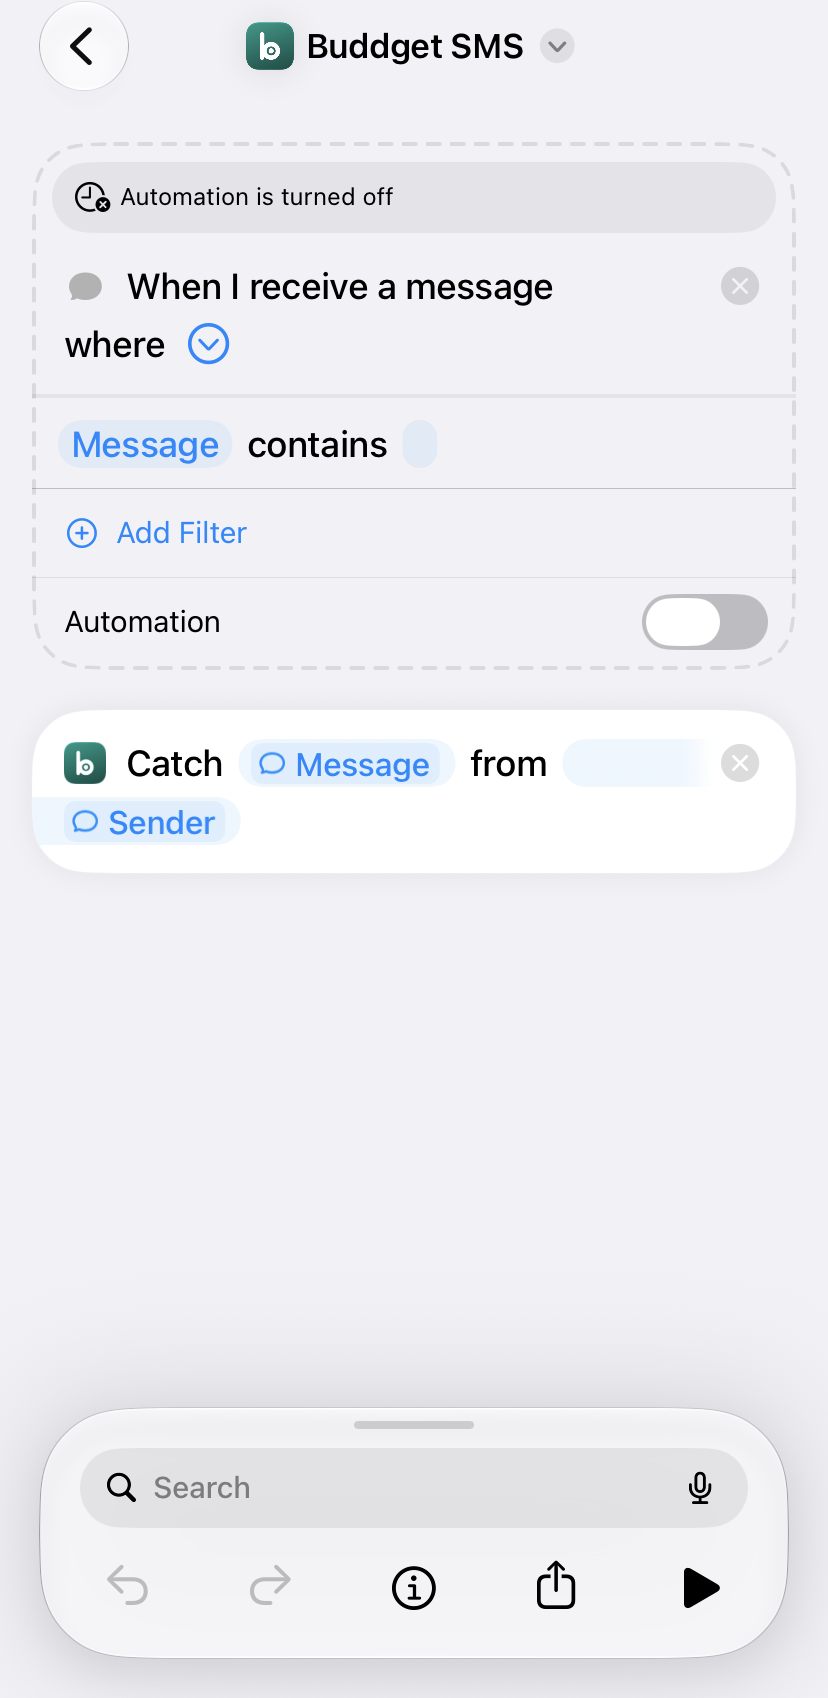 Buddget SMS
Automation is turned off
When I receive a message
where
Message contains
Add Filter
Automation
Catch Message from
Sender
Search